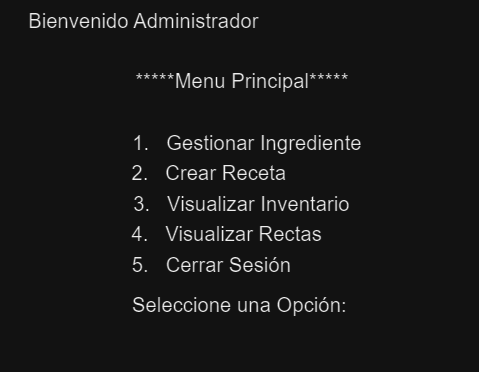 Bienvenido Administrador
*****Menu Principal*****
1. Gestionar Ingrediente
2. Crear Receta
3. Visualizar Inventario
4. Visualizar Rectas
5. Cerrar Sesión
Seleccione una Opción: